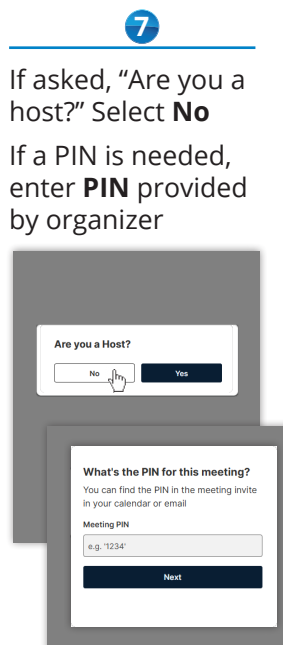 7
If asked, “Are you a
host?” Select No
If a PIN is needed,
enter PIN provided
by organizer
Are you a Host?
No
Yes
What's the PIN for this meeting?
You can find the PIN in the meeting invite
in your calendar or email
Meeting PIN
e.g. '1234'
Next